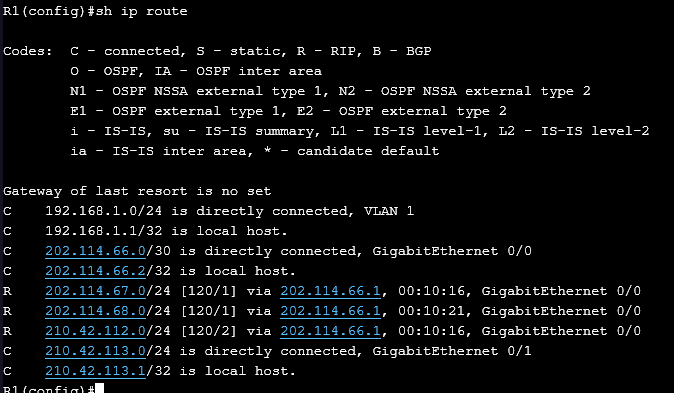 R1(config)#sh ip route
Codes:  C - connected, S - static, R - RIP, B - BGP
O - OSPF, IA - OSPF inter area
N1 - OSPF NSSA external type 1, N2 - OSPF NSSA external type 2
E1 - OSPF external type 1, E2 - OSPF external type 2
i - IS-IS, su - IS-IS summary, L1 - IS-IS level-1, L2 - IS-IS level-2
ia - IS-IS inter area, * - candidate default
Gateway of last resort is no set
C    192.168.1.0/24 is directly connected, VLAN 1
C    192.168.1.1/32 is local host.
C    202.114.66.0/30 is directly connected, GigabitEthernet 0/0
C    202.114.66.2/32 is local host.
R    202.114.67.0/24 [120/1] via 202.114.66.1, 00:10:16, GigabitEthernet 0/0
R    202.114.68.0/24 [120/1] via 202.114.66.1, 00:10:21, GigabitEthernet 0/0
R    210.42.112.0/24 [120/2] via 202.114.66.1, 00:10:16, GigabitEthernet 0/0
C    210.42.113.0/24 is directly connected, GigabitEthernet 0/1
C    210.42.113.1/32 is local host.
R1(config)#